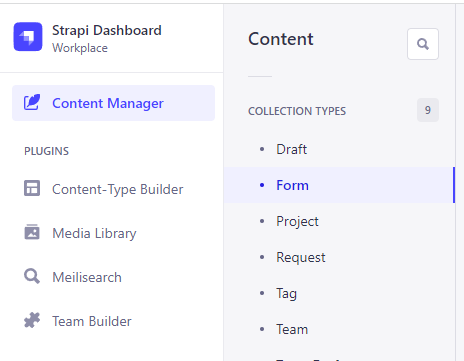 Strapi Dashboard
Workplace
Content Manager
PLUGINS
Content-Type Builder
Media Library
Meilisearch
Team Builder
Content
COLLECTION TYPES 9
Draft
Form
Project
Request
Tag
Team